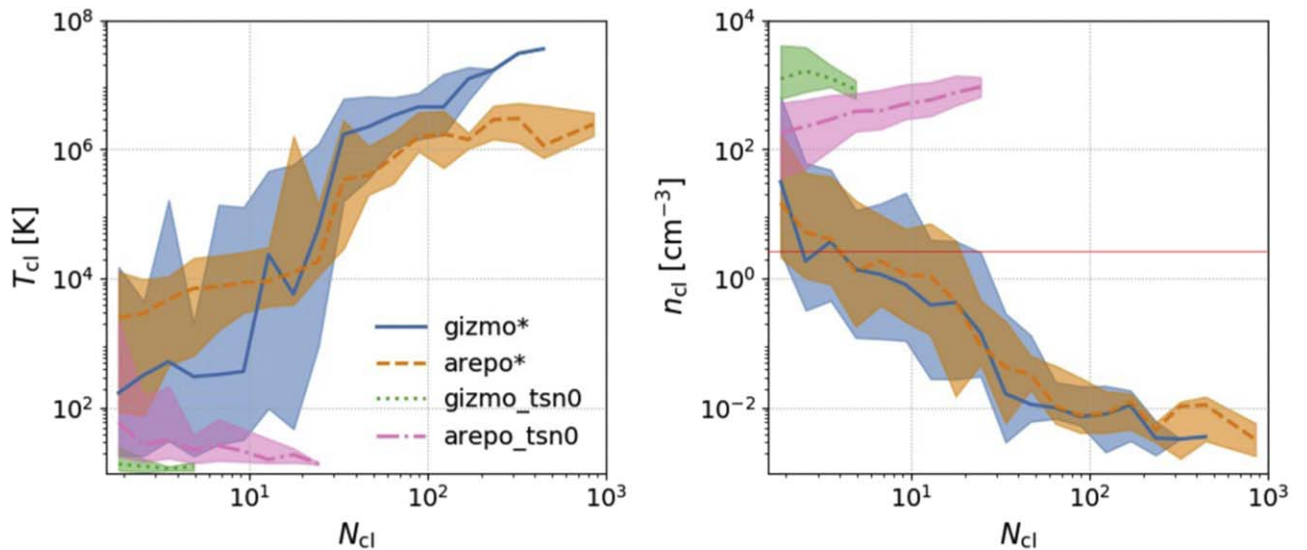 10^8
10^6
10^4
10^2
T_cl [K]
10^1
10^2
10^3
N_cl
gizmo*
arepo*
gizmo_tsn0
arepo_tsn0
10^4
10^2
10^0
10^−2
n_cl [cm^−3]
10^1
10^2
10^3
N_cl